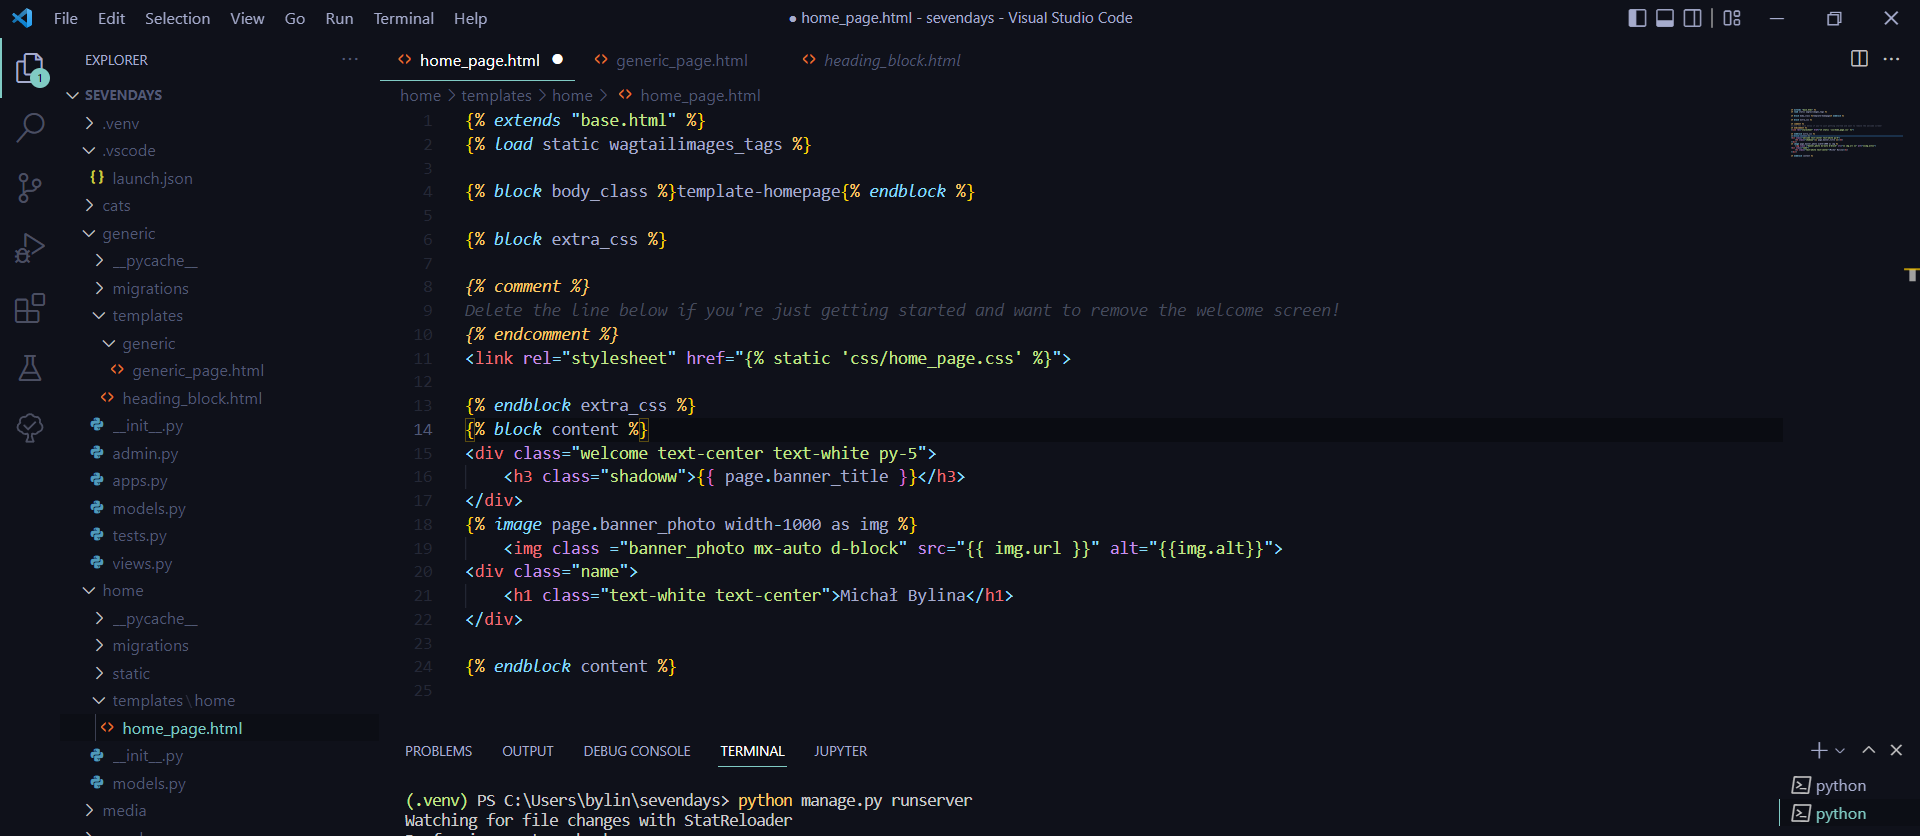 File Edit Selection View Go Run Terminal Help
● home_page.html - sevendays - Visual Studio Code
EXPLORER
1
SEVENDAYS
.venv
.vscode
launch.json
cats
generic
__pycache__
migrations
templates
generic
generic_page.html
heading_block.html
__init__.py
admin.py
apps.py
models.py
tests.py
views.py
home
__pycache__
migrations
static
templates \ home
home_page.html
__init__.py
models.py
media
home_page.html
generic_page.html
heading_block.html
home > templates > home > home_page.html
1 {% extends "base.html" %}
2 {% load static wagtailimages_tags %}
3
4 {% block body_class %}template-homepage{% endblock %}
5
6 {% block extra_css %}
7
8 {% comment %}
9 Delete the line below if you're just getting started and want to remove the welcome screen!
10 {% endcomment %}
11 <link rel="stylesheet" href="{% static 'css/home_page.css' %}">
12
13 {% endblock extra_css %}
14 {% block content %}
15 <div class="welcome text-center text-white py-5">
16     <h3 class="shadoww">{{ page.banner_title }}</h3>
17 </div>
18 {% image page.banner_photo width-1000 as img %}
19     <img class ="banner_photo mx-auto d-block" src="{{ img.url }}" alt="{{img.alt}}">
20 <div class="name">
21     <h1 class="text-white text-center">Michał Bylina</h1>
22 </div>
23
24 {% endblock content %}
25
PROBLEMS OUTPUT DEBUG CONSOLE TERMINAL JUPYTER
(.venv) PS C:\Users\bylin\sevendays> python manage.py runserver
Watching for file changes with StatReloader
python
python